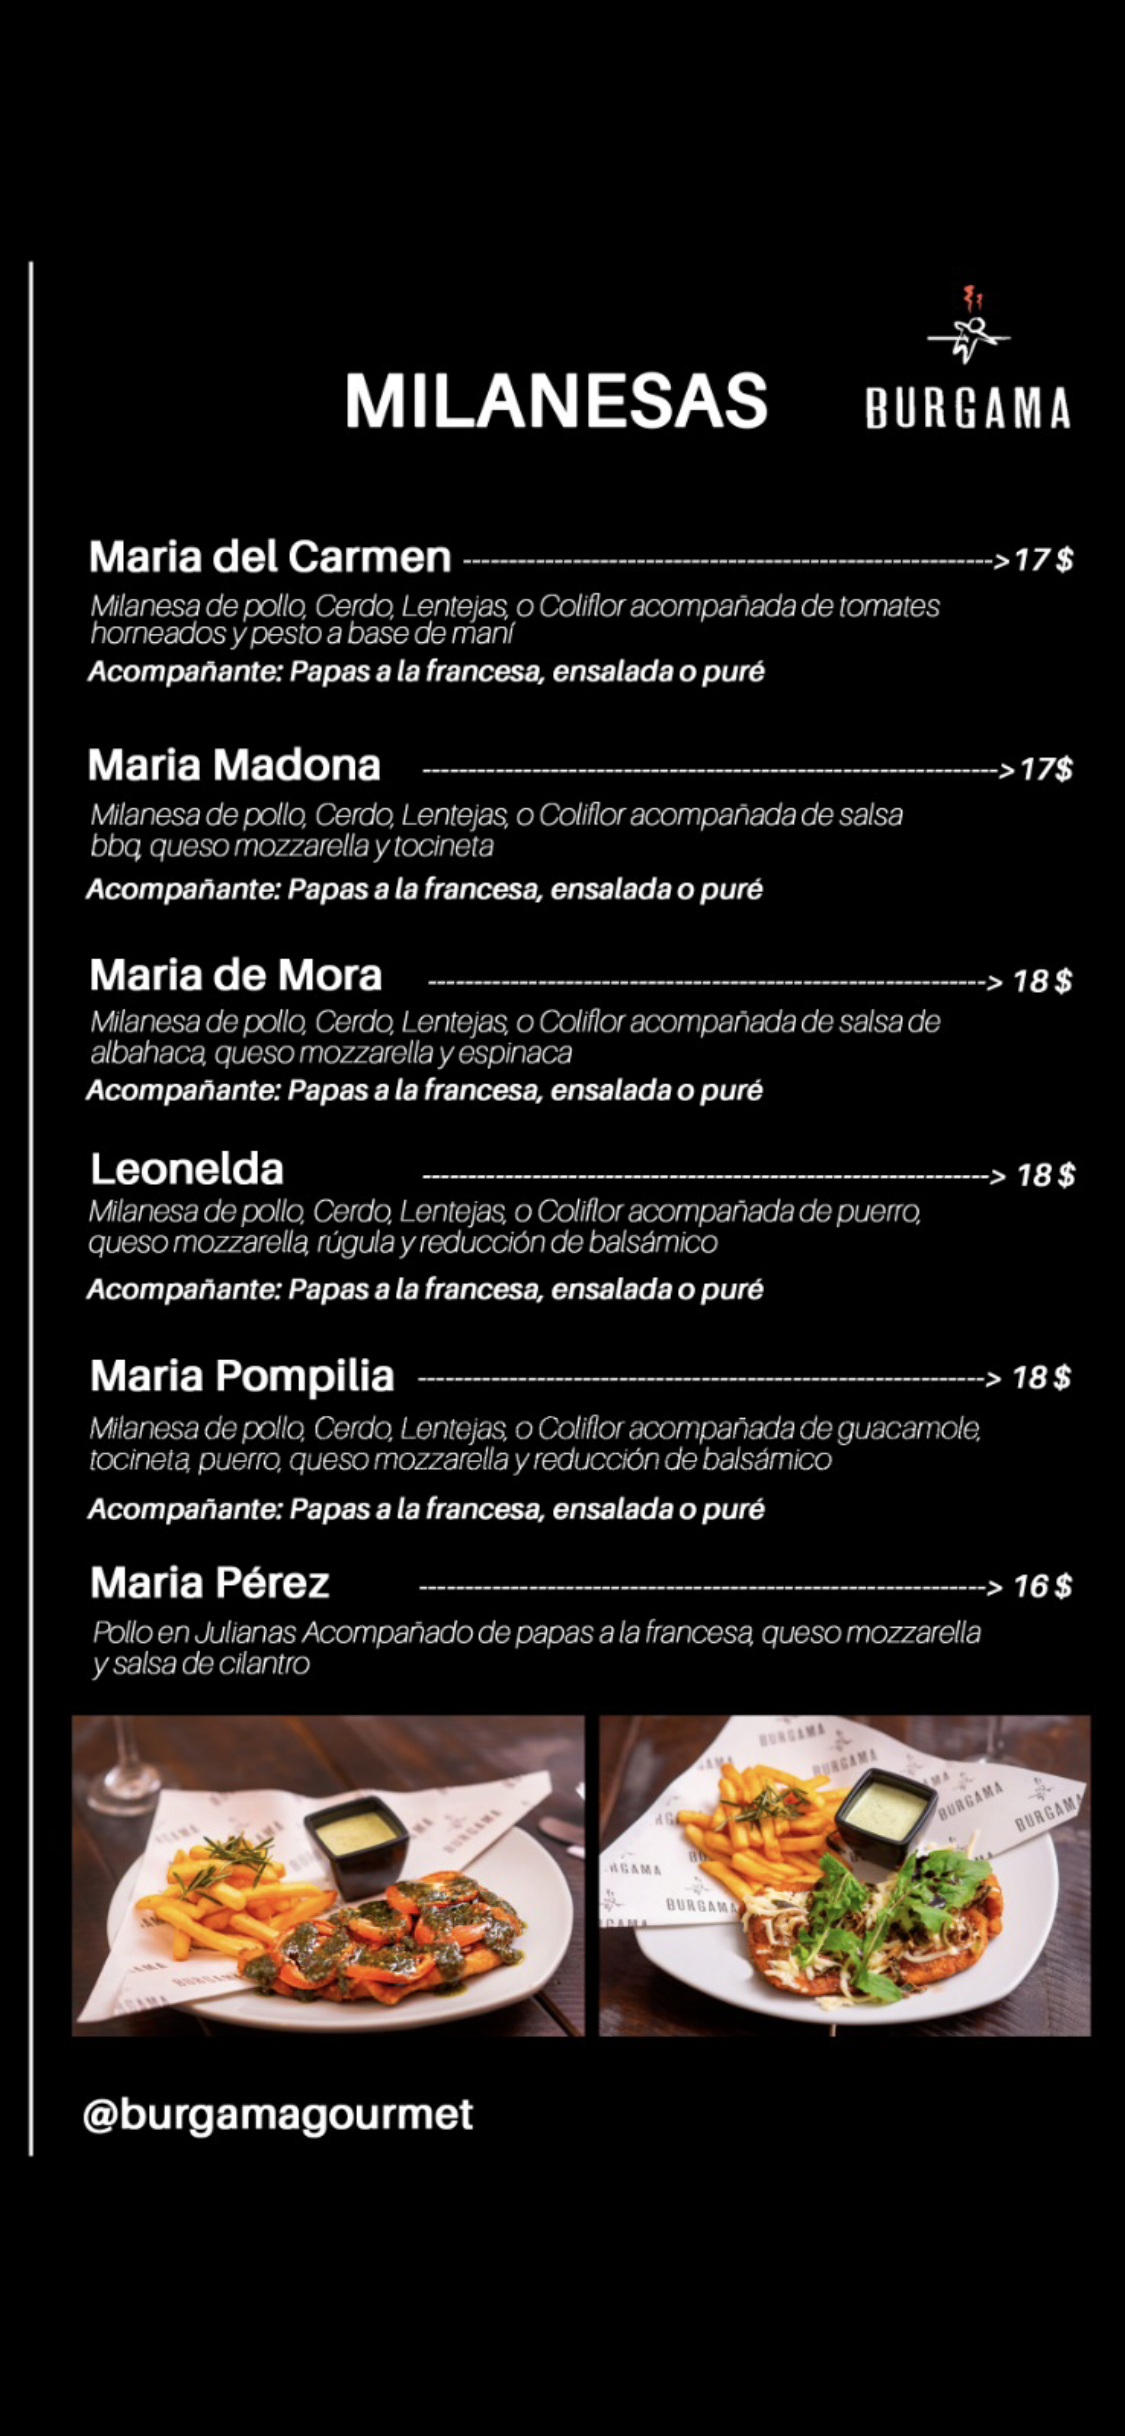 MILANESAS
BURGAMA
Maria del Carmen ---------------------------------------------------------->17 $
Milanesa de pollo, Cerdo, Lentejas, o Coliflor acompañada de tomates
horneados y pesto a base de maní
Acompañante: Papas a la francesa, ensalada o puré
Maria Madona --------------------------------------------------------------->17$
Milanesa de pollo, Cerdo, Lentejas, o Coliflor acompañada de salsa
bbq, queso mozzarella y tocineta
Acompañante: Papas a la francesa, ensalada o puré
Maria de Mora -------------------------------------------------------------> 18 $
Milanesa de pollo, Cerdo, Lentejas, o Coliflor acompañada de salsa de
albahaca, queso mozzarella y espinaca
Acompañante: Papas a la francesa, ensalada o puré
Leonelda --------------------------------------------------------------> 18 $
Milanesa de pollo, Cerdo, Lentejas, o Coliflor acompañada de puerro,
queso mozzarella, rúgula y reducción de balsámico
Acompañante: Papas a la francesa, ensalada o puré
Maria Pompilia --------------------------------------------------------------> 18 $
Milanesa de pollo, Cerdo, Lentejas, o Coliflor acompañada de guacamole,
tocineta, puerro, queso mozzarella y reducción de balsámico
Acompañante: Papas a la francesa, ensalada o puré
Maria Pérez --------------------------------------------------------------> 16 $
Pollo en Julianas Acompañado de papas a la francesa, queso mozzarella
y salsa de cilantro
BURGAMA
BURGAMA
BURGAMA
BURGAMA
BURGAMA
@burgamagourmet